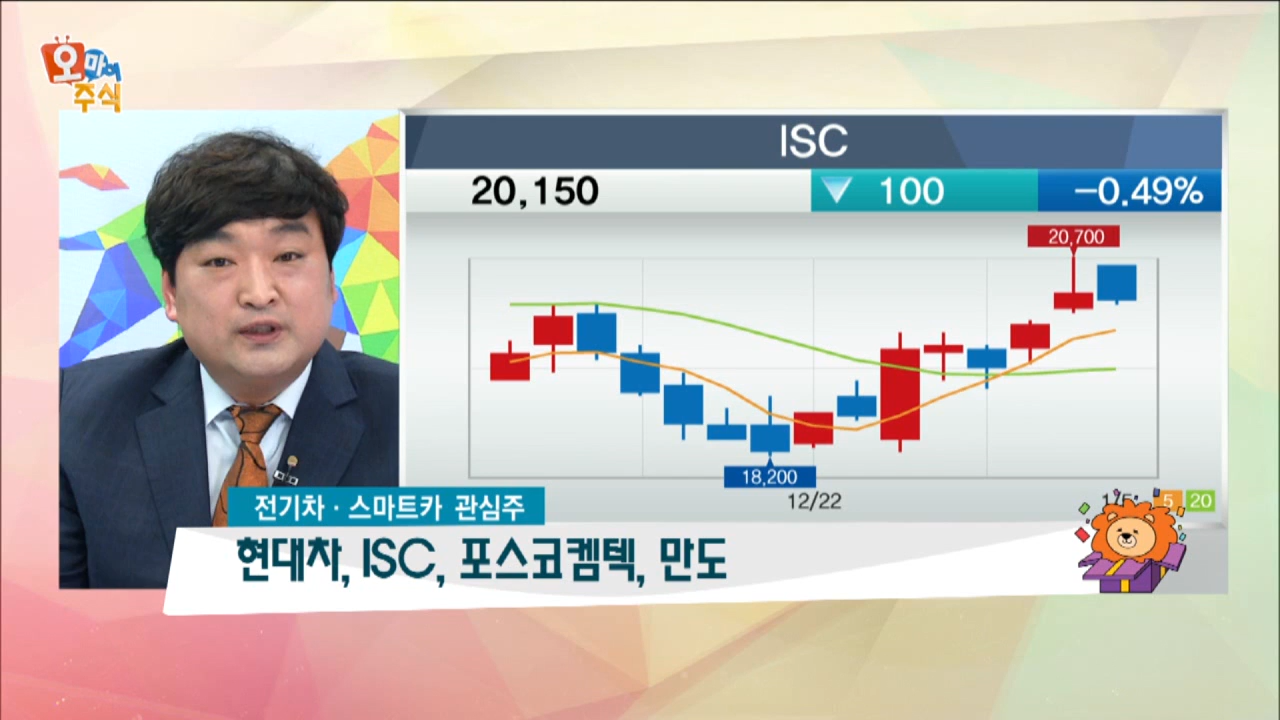 오마이
주식
ISC
20,150 ▼ 100 -0.49%
20,700
18,200
12/22 1/5 5 20
전기차·스마트카 관심주
현대차, ISC, 포스코켐텍, 만도